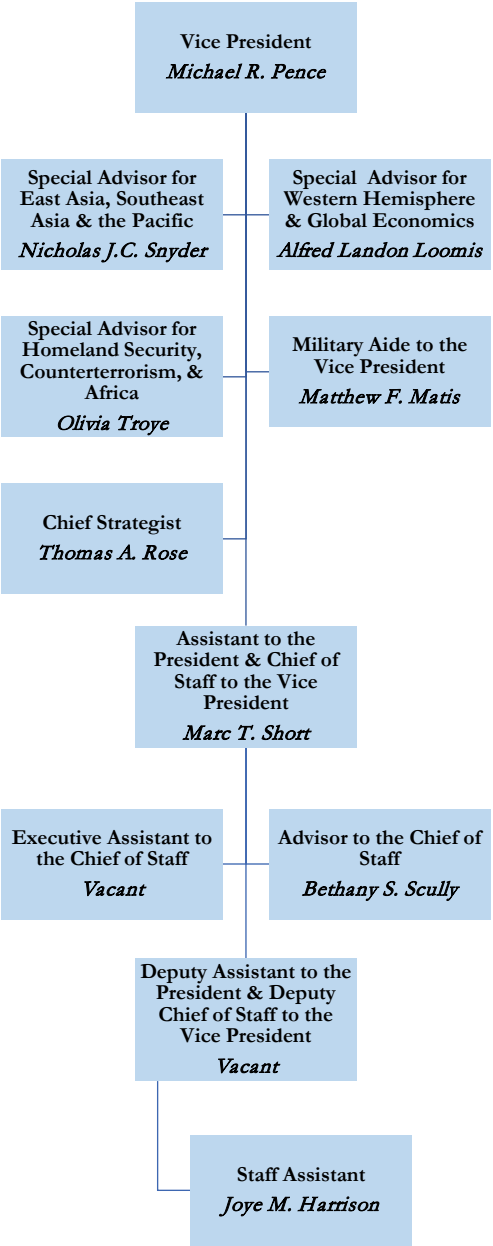 Vice President
Michael R. Pence
Special Advisor for
East Asia, Southeast
Asia & the Pacific
Nicholas J.C. Snyder
Special Advisor for
Western Hemisphere
& Global Economics
Alfred Landon Loomis
Special Advisor for
Homeland Security,
Counterterrorism, &
Africa
Olivia Troye
Military Aide to the
Vice President
Matthew F. Matis
Chief Strategist
Thomas A. Rose
Assistant to the
President & Chief of
Staff to the Vice
President
Marc T. Short
Executive Assistant to
the Chief of Staff
Vacant
Advisor to the Chief of
Staff
Bethany S. Scully
Deputy Assistant to the
President & Deputy
Chief of Staff to the
Vice President
Vacant
Staff Assistant
Joye M. Harrison